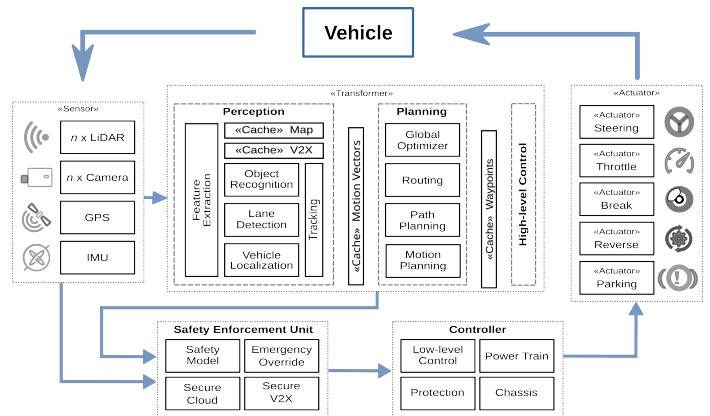 Vehicle
«Sensor»
n x LiDAR
n x Camera
GPS
IMU
«Transformer»
Perception
Feature
Extraction
«Cache» Map
«Cache» V2X
Object
Recognition
Lane
Detection
Vehicle
Localization
Tracking
«Cache» Motion Vectors
Planning
Global
Optimizer
Routing
Path
Planning
Motion
Planning
«Cache» Waypoints
High-level Control
«Actuator»
«Actuator»
Steering
«Actuator»
Throttle
«Actuator»
Break
«Actuator»
Reverse
«Actuator»
Parking
Safety Enforcement Unit
Safety
Model
Emergency
Override
Secure
Cloud
Secure
V2X
Controller
Low-level
Control
Power Train
Protection
Chassis